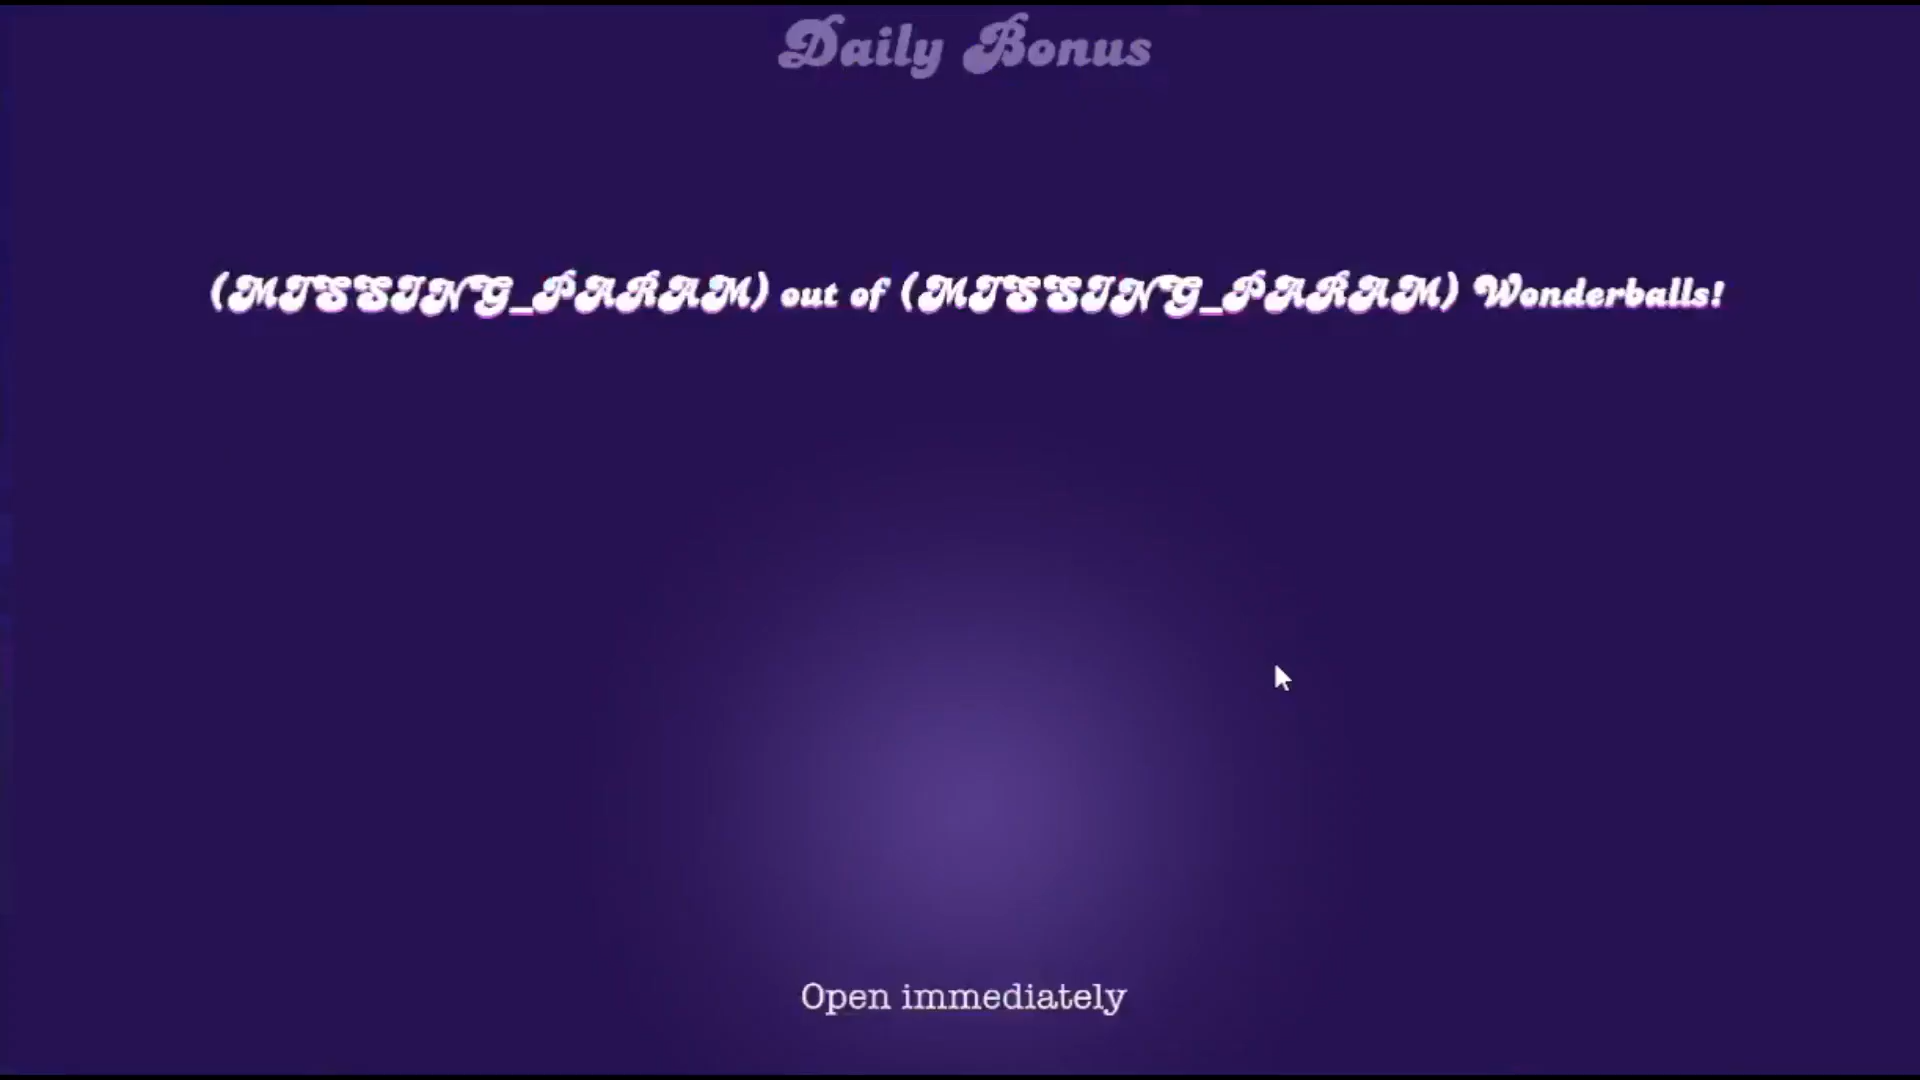 Daily Bonus
(MISSING_PARAM) out of (MISSING_PARAM) Wonderballs!
Open immediately